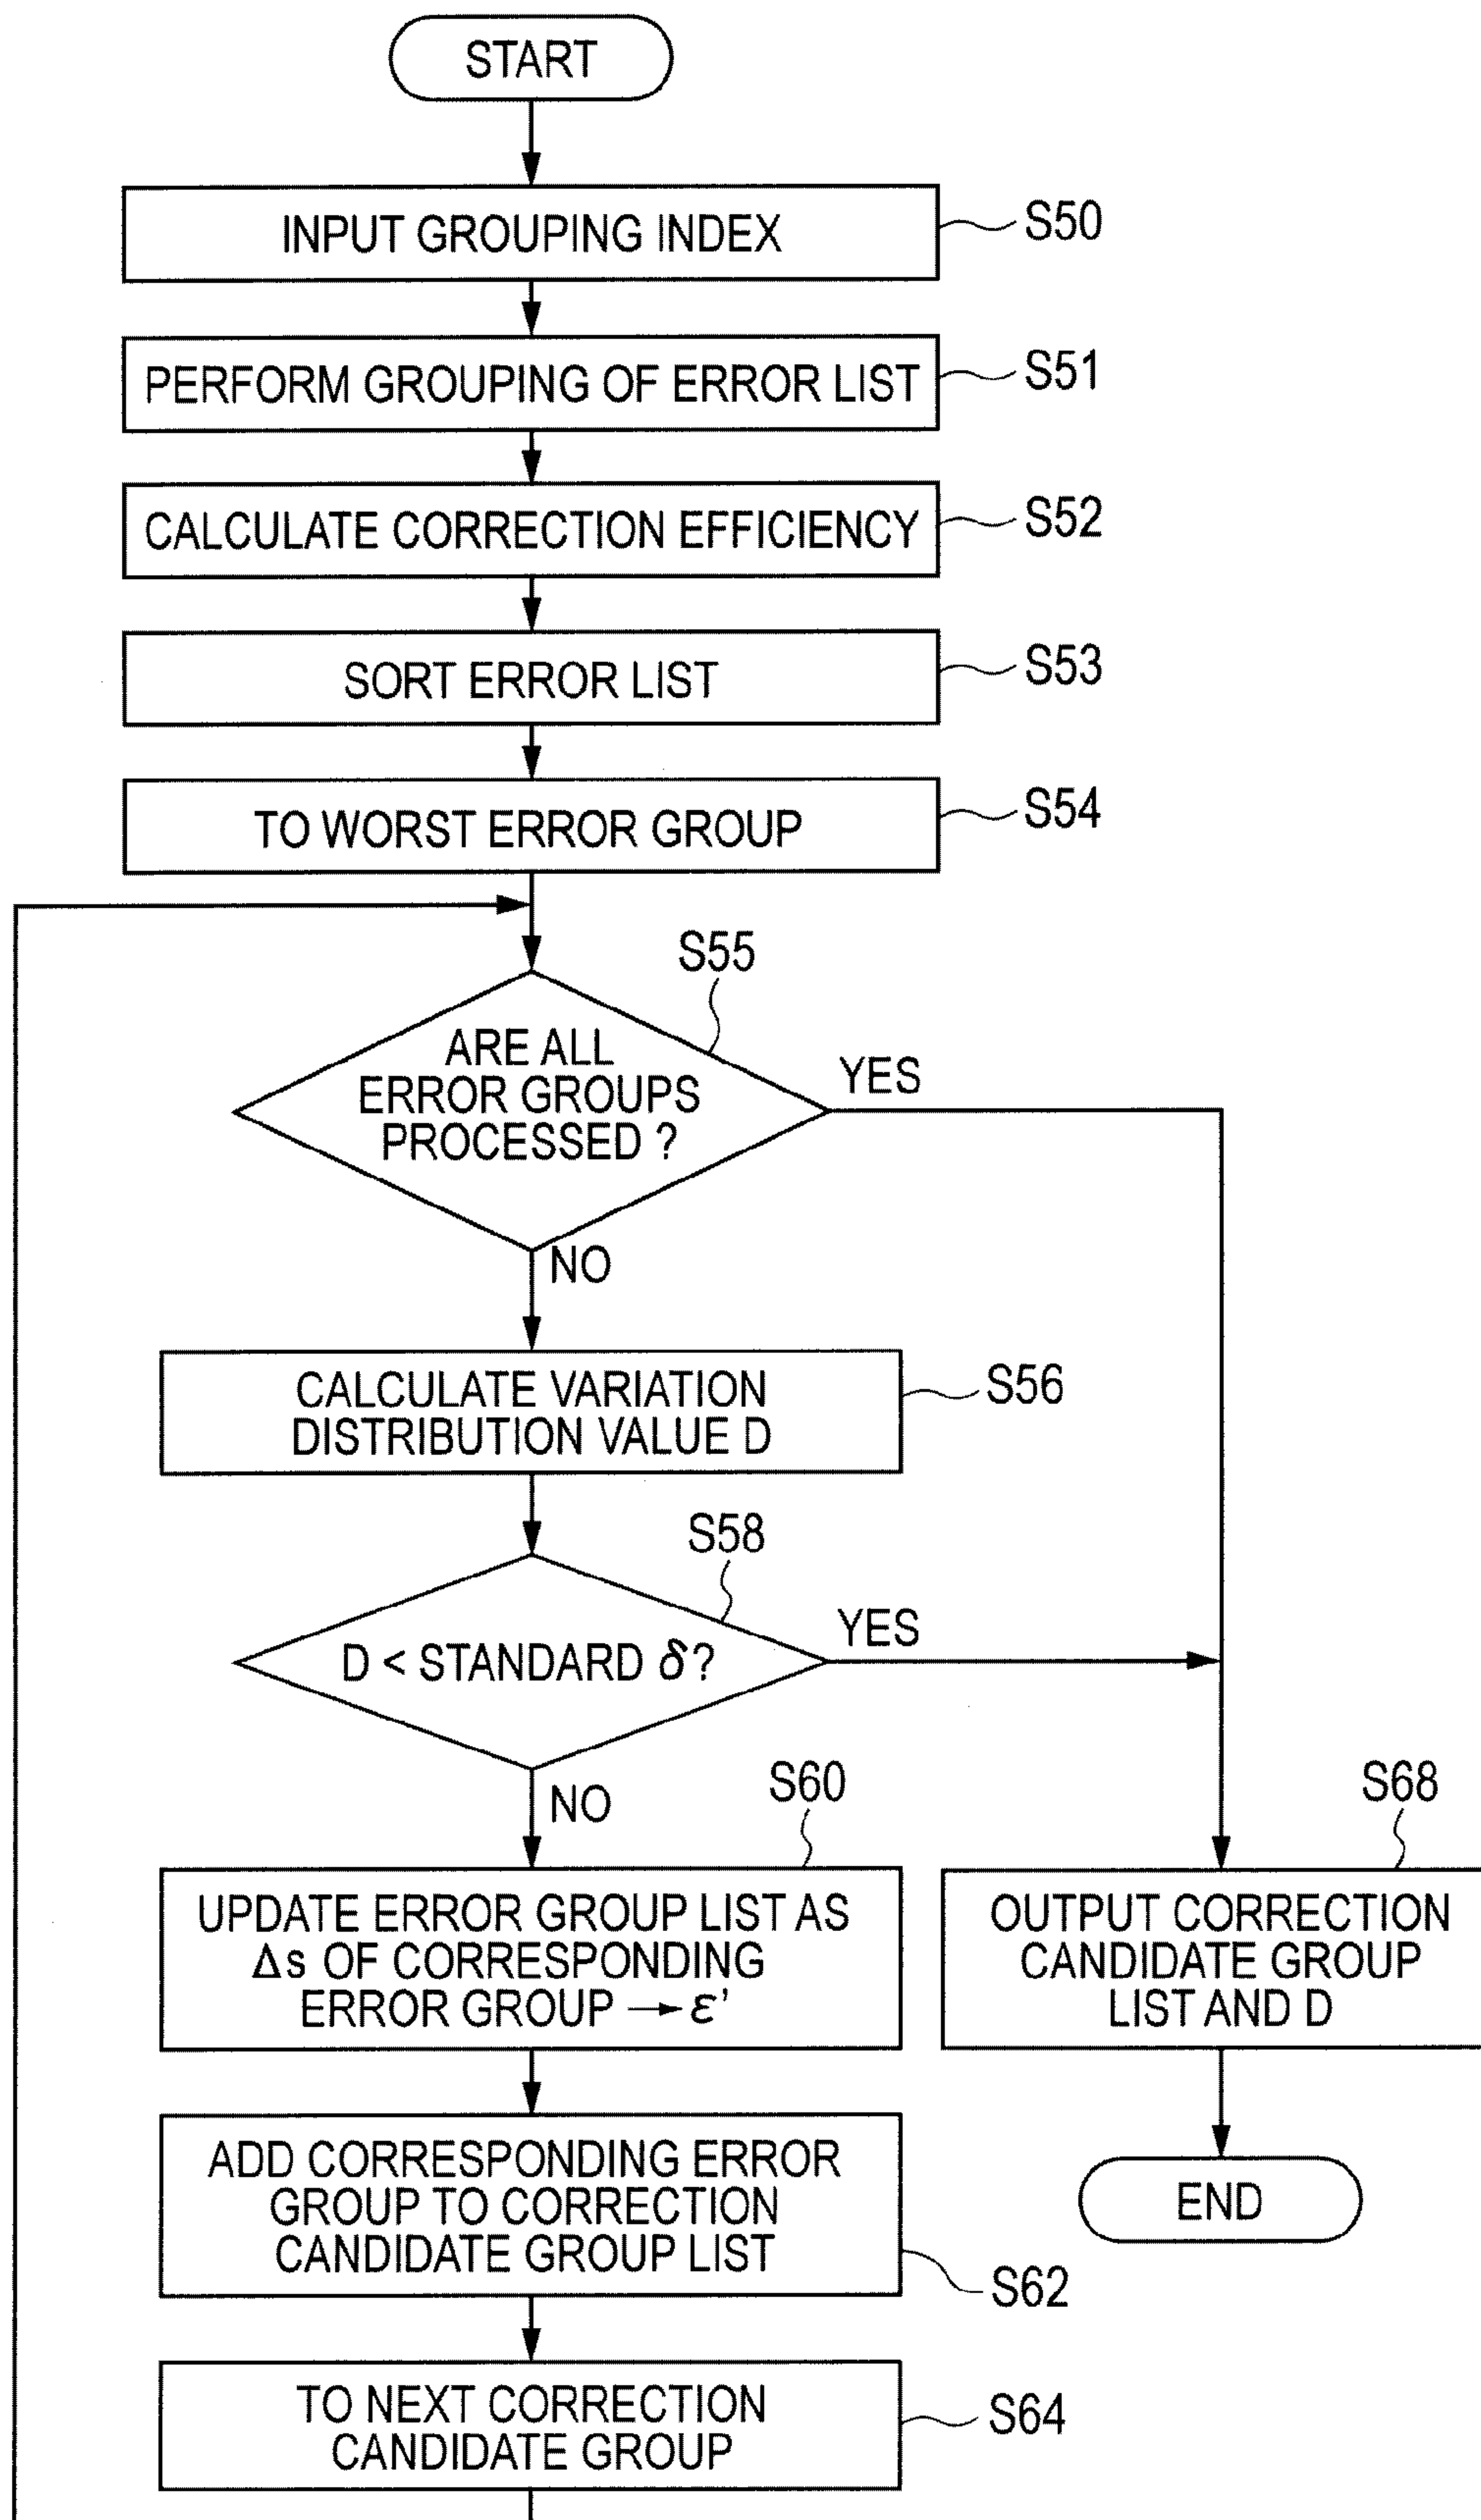 START
INPUT GROUPING INDEX
S50
PERFORM GROUPING OF ERROR LIST
S51
CALCULATE CORRECTION EFFICIENCY
S52
SORT ERROR LIST
S53
TO WORST ERROR GROUP
S54
S55
ARE ALL
ERROR GROUPS
PROCESSED ?
YES
NO
CALCULATE VARIATION
DISTRIBUTION VALUE D
S56
S58
D < STANDARD δ?
YES
NO
S60
UPDATE ERROR GROUP LIST AS
Δs OF CORRESPONDING
ERROR GROUP → ε’
S68
OUTPUT CORRECTION
CANDIDATE GROUP
LIST AND D
ADD CORRESPONDING ERROR
GROUP TO CORRECTION
CANDIDATE GROUP LIST
S62
END
TO NEXT CORRECTION
CANDIDATE GROUP
S64